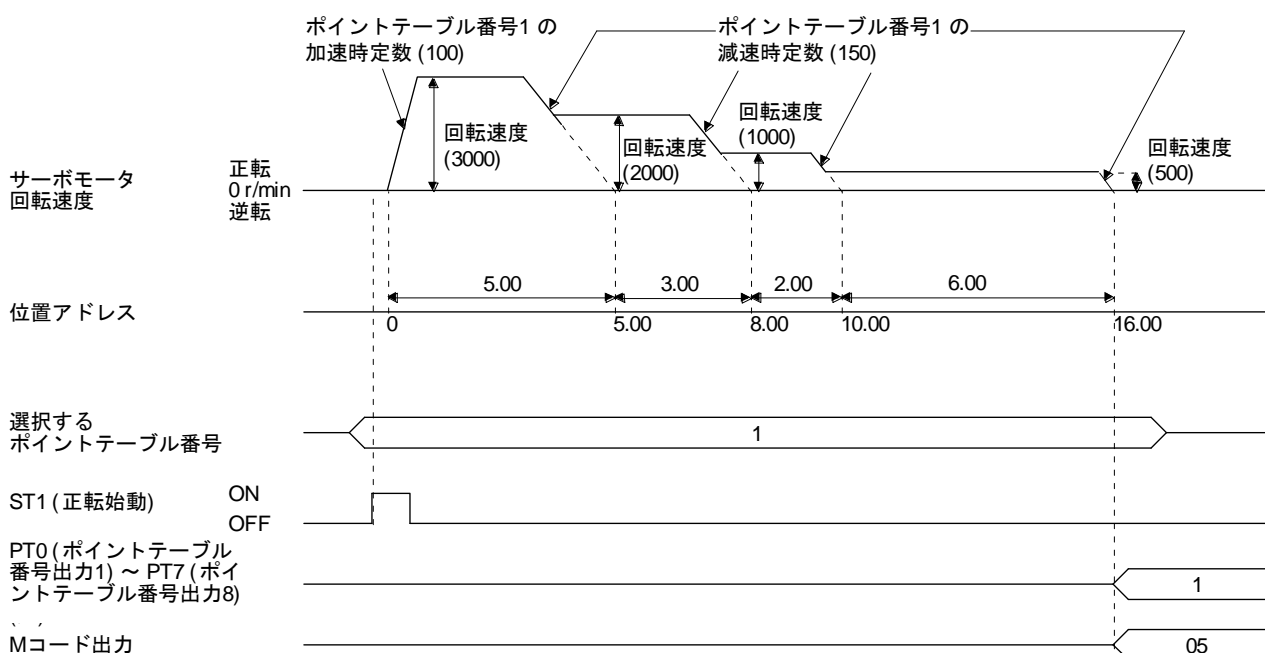 ポイントテーブル番号1 の
加速時定数 (100)
ポイントテーブル番号1 の
減速時定数 (150)
回転速度
(3000)
回転速度
(2000)
回転速度
(1000)
回転速度
(500)
サーボモータ
回転速度
正転
0 r/min
逆転
5.00
3.00
2.00
6.00
位置アドレス
0
5.00
8.00
10.00
16.00
選択する
ポイントテーブル番号
1
ST1 (正転始動)
ON
OFF
PT0 (ポイントテーブル
番号出力1) ～ PT7 (ポイ
ントテーブル番号出力8)
1
Mコード出力
05